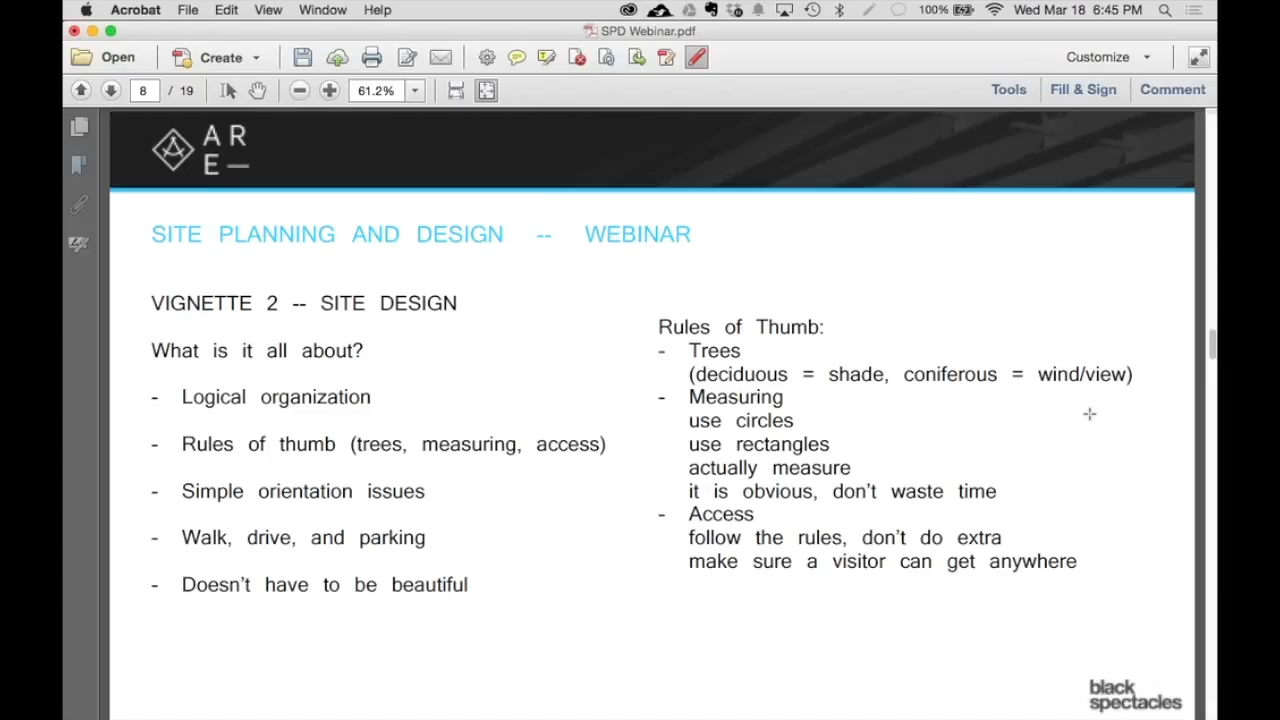 Acrobat File Edit View Window Help 100% Wed Mar 18 6:45 PM
SPD Webinar.pdf
Open Create Customize
8 / 19 61.2% Tools Fill & Sign Comment
A R
E —
SITE PLANNING AND DESIGN -- WEBINAR
VIGNETTE 2 -- SITE DESIGN
What is it all about?
- Logical organization
- Rules of thumb (trees, measuring, access)
- Simple orientation issues
- Walk, drive, and parking
- Doesn't have to be beautiful
Rules of Thumb:
- Trees
(deciduous = shade, coniferous = wind/view)
- Measuring
use circles
use rectangles
actually measure
it is obvious, don't waste time
- Access
follow the rules, don't do extra
make sure a visitor can get anywhere
black
spectacles